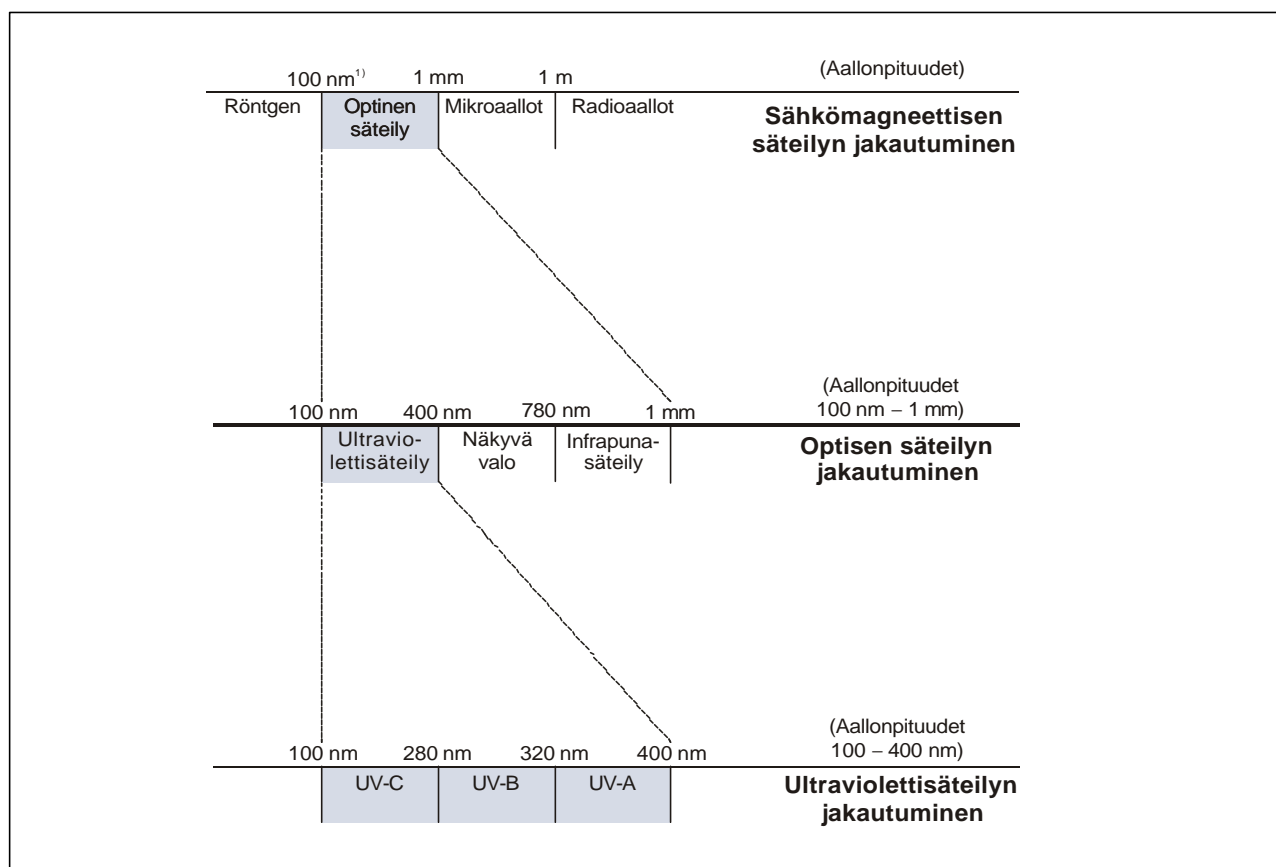 100 nm¹⁾ 1 mm 1 m (Aallonpituudet)
Röntgen Optinen Mikroaallot Radioaallot Sähkömagneettisen
säteily säteilyn jakautuminen
(Aallonpituudet
100 nm 400 nm 780 nm 1 mm 100 nm – 1 mm)
Ultravio- Näkyvä Infrapuna- Optisen säteilyn
lettisäteily valo säteily jakautuminen
(Aallonpituudet
100 nm 280 nm 320 nm 400 nm 100 – 400 nm)
UV-C UV-B UV-A Ultraviolettisäteilyn
jakautuminen